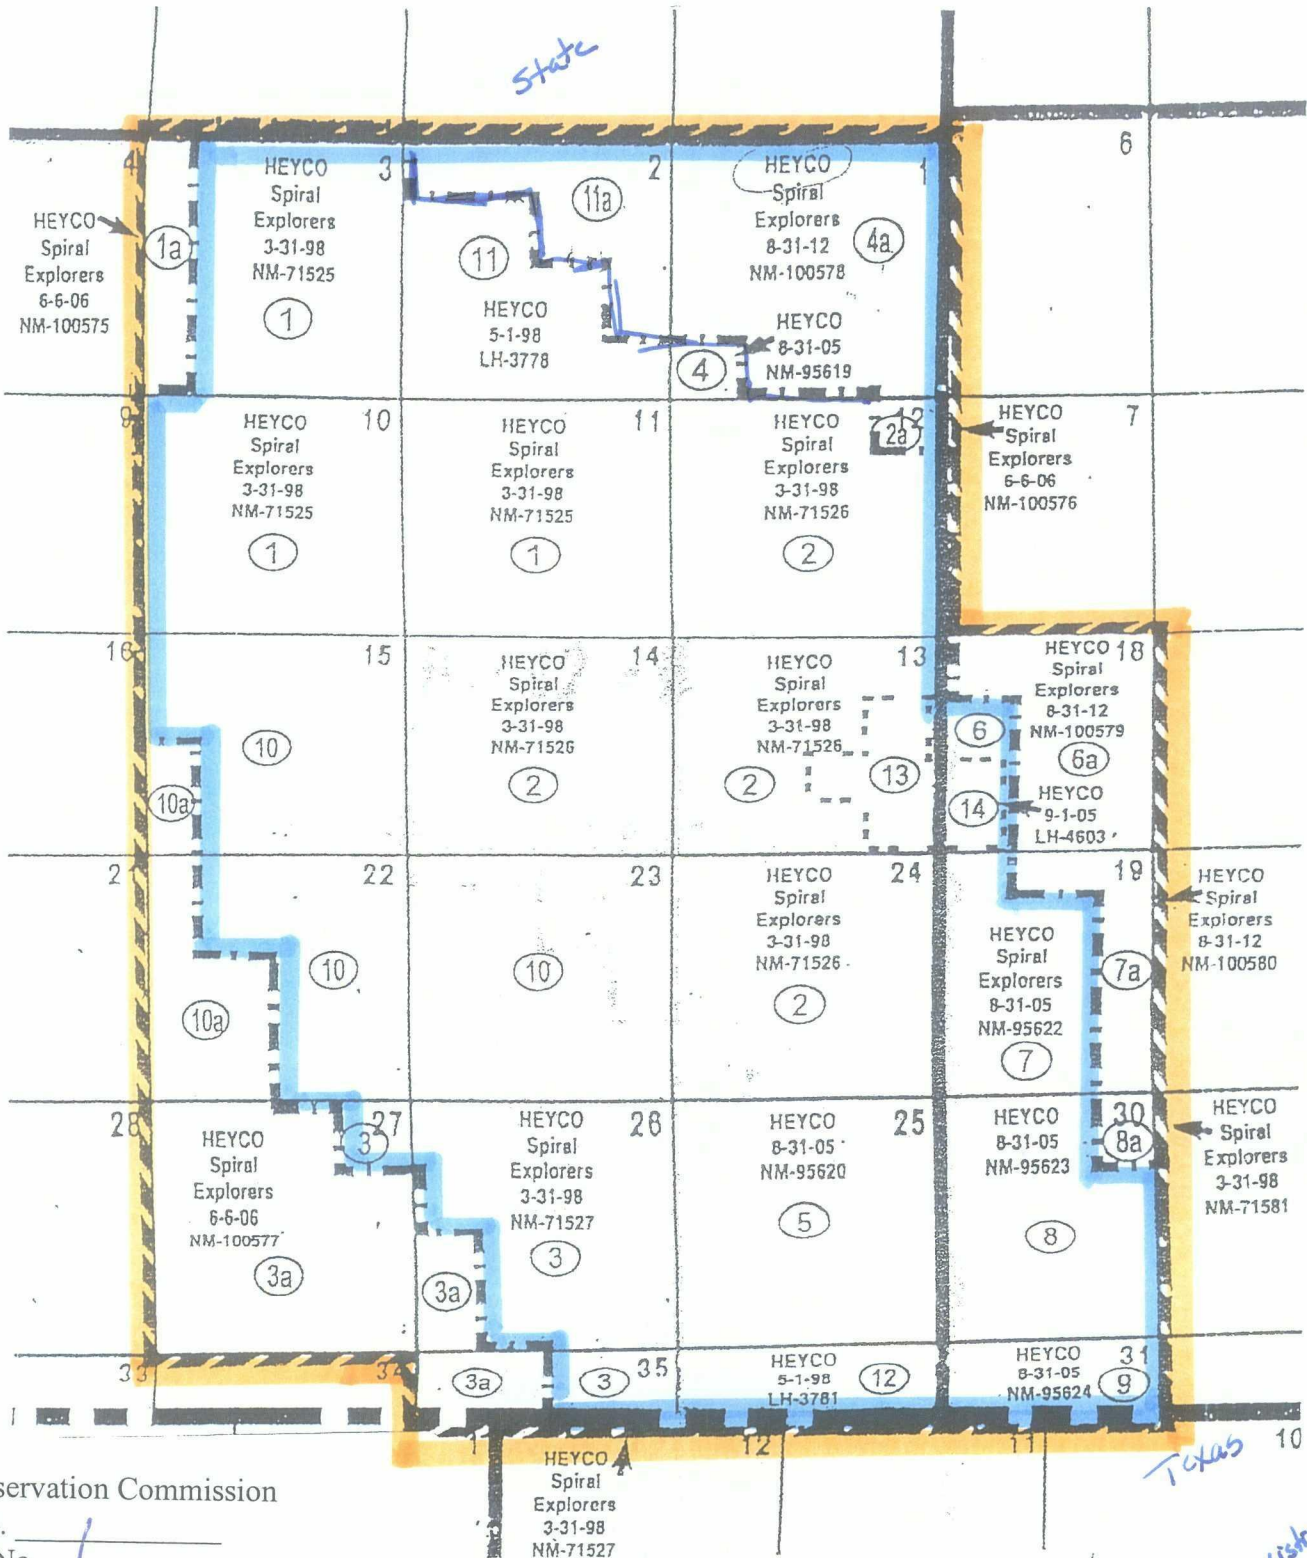 State
4
3
2
1
6
HEYCO
Spiral
Explorers
6-6-06
NM-100575
1a
HEYCO
Spiral
Explorers
3-31-98
NM-71525
1
11
HEYCO
5-1-98
LH-3778
11a
HEYCO
Spiral
Explorers
8-31-12
NM-100578
4a
HEYCO
8-31-05
NM-95619
4
9
10
11
12
7
HEYCO
Spiral
Explorers
3-31-98
NM-71525
1
HEYCO
Spiral
Explorers
3-31-98
NM-71525
1
HEYCO
Spiral
Explorers
3-31-98
NM-71526
2
2a
HEYCO
Spiral
Explorers
6-6-06
NM-100576
16
15
14
13
18
10
10a
HEYCO
Spiral
Explorers
3-31-98
NM-71526
2
HEYCO
Spiral
Explorers
3-31-98
NM-71526
2
13
6
14
HEYCO
Spiral
Explorers
8-31-12
NM-100579
6a
HEYCO
9-1-05
LH-4603
2
22
23
24
19
10
10a
10
HEYCO
Spiral
Explorers
3-31-98
NM-71526
2
HEYCO
Spiral
Explorers
8-31-05
NM-95622
7
7a
HEYCO
Spiral
Explorers
8-31-12
NM-100580
28
27
26
25
30
3
HEYCO
Spiral
Explorers
6-6-06
NM-100577
3a
HEYCO
Spiral
Explorers
3-31-98
NM-71527
3
3a
HEYCO
8-31-05
NM-95620
5
HEYCO
8-31-05
NM-95623
8
8a
HEYCO
Spiral
Explorers
3-31-98
NM-71581
33
34
35
31
3a
3
HEYCO
5-1-98
LH-3781
12
HEYCO
8-31-05
NM-95624
9
12
11
10
Texas
HEYCO
Spiral
Explorers
3-31-98
NM-71527
servation Commission